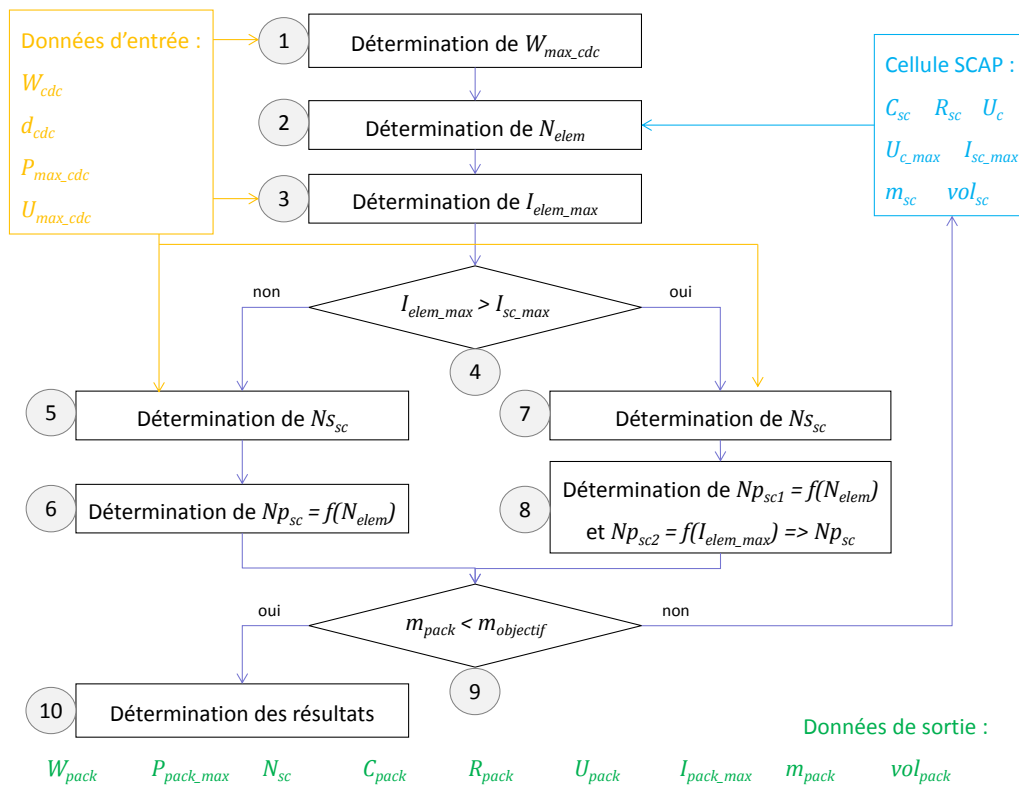 Données d'entrée :
W_cdc
d_cdc
P_max_cdc
U_max_cdc
1
Détermination de W_max_cdc
Cellule SCAP :
C_sc R_sc U_c
U_c_max I_sc_max
m_sc vol_sc
2
Détermination de N_elem
3
Détermination de I_elem_max
non
I_elem_max > I_sc_max
oui
4
5
Détermination de Ns_sc
7
Détermination de Ns_sc
6
Détermination de Np_sc = f(N_elem)
8
Détermination de Np_sc1 = f(N_elem)
et Np_sc2 = f(I_elem_max) => Np_sc
oui
m_pack < m_objectif
non
9
10
Détermination des résultats
Données de sortie :
W_pack P_pack_max N_sc C_pack R_pack U_pack I_pack_max m_pack vol_pack